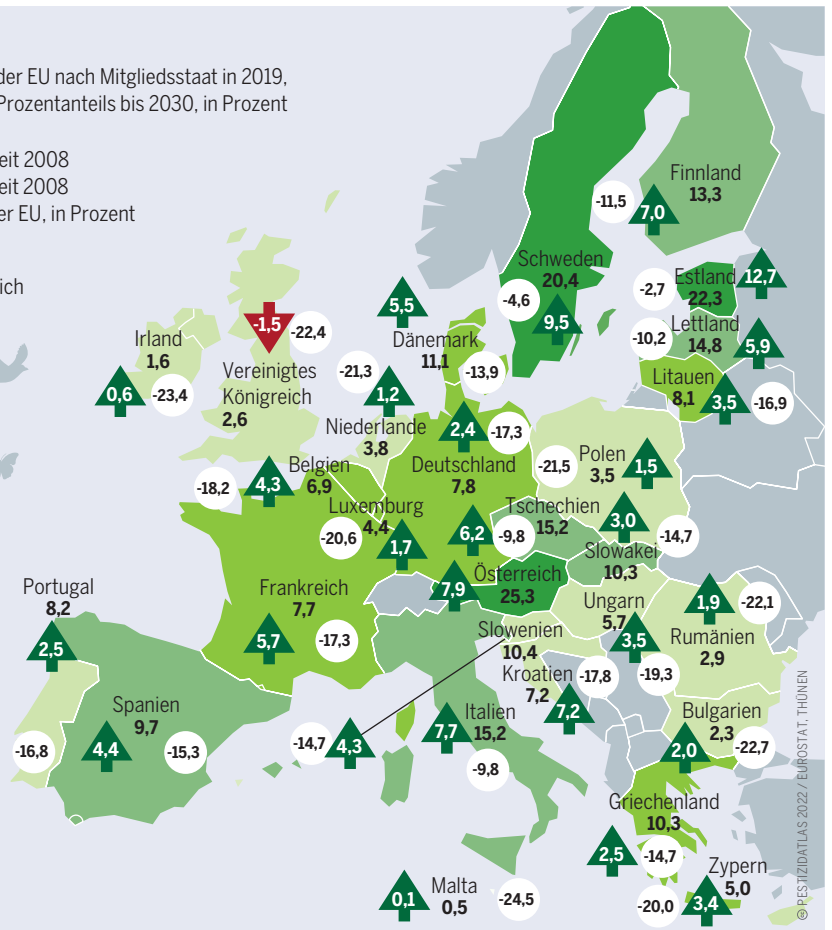 der EU nach Mitgliedsstaat in 2019,
Prozentanteils bis 2030, in Prozent
eit 2008
eit 2008
er EU, in Prozent
ich
Finnland
13,3
-11,5
7,0
Schweden
20,4
-4,6
9,5
-2,7
Estland
22,3
12,7
-10,2
Lettland
14,8
5,9
Litauen
8,1
3,5
-16,9
5,5
Dänemark
11,1
-13,9
Irland
1,6
0,6
-23,4
-1,5
-22,4
Vereinigtes
Königreich
2,6
-21,3
1,2
Niederlande
3,8
2,4
-17,3
Deutschland
7,8
-21,5
Polen
3,5
1,5
-18,2
4,3
Belgien
6,9
Luxemburg
4,4
-20,6
1,7
Tschechien
15,2
6,2
-9,8
3,0
-14,7
Slowakei
10,3
7,9
Österreich
25,3
Portugal
8,2
2,5
-16,8
Frankreich
7,7
5,7
-17,3
Ungarn
5,7
3,5
-19,3
1,9
-22,1
Rumänien
2,9
Slowenien
10,4
-14,7
4,3
Kroatien
7,2
-17,8
7,2
Spanien
9,7
4,4
-15,3
7,7
Italien
15,2
-9,8
Bulgarien
2,3
2,0
-22,7
Griechenland
10,3
2,5
-14,7
Zypern
5,0
-20,0
3,4
0,1
Malta
0,5
-24,5
PESTIZIDATLAS 2022 / EUROSTAT, THÜNEN